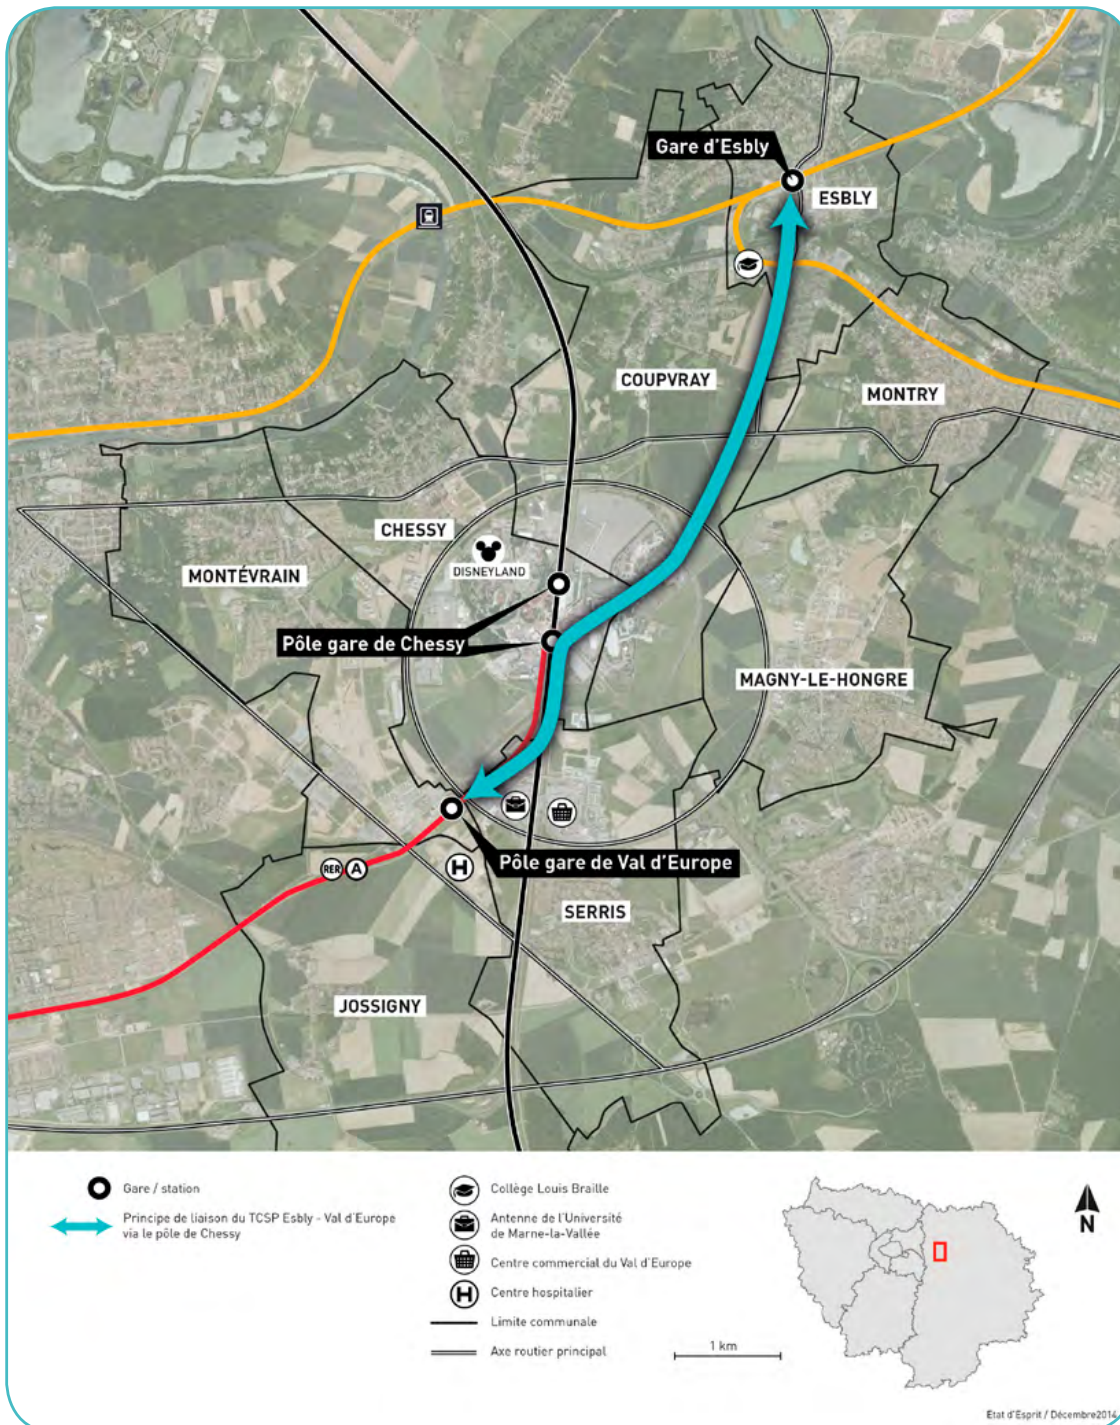 Gare d'Esbly
ESBLY
COUPVRAY
MONTRY
CHESSY
DISNEYLAND
MONTÉVRAIN
Pôle gare de Chessy
MAGNY-LE-HONGRE
Pôle gare de Val d'Europe
RER A
H
SERRIS
JOSSIGNY
Gare / station
Principe de liaison du TCSP Esbly - Val d'Europe
via le pôle de Chessy
Collège Louis Braille
Antenne de l'Université
de Marne-la-Vallée
Centre commercial du Val d'Europe
H
Centre hospitalier
Limite communale
Axe routier principal
1 km
N
Etat d'Esprit / Décembre2014